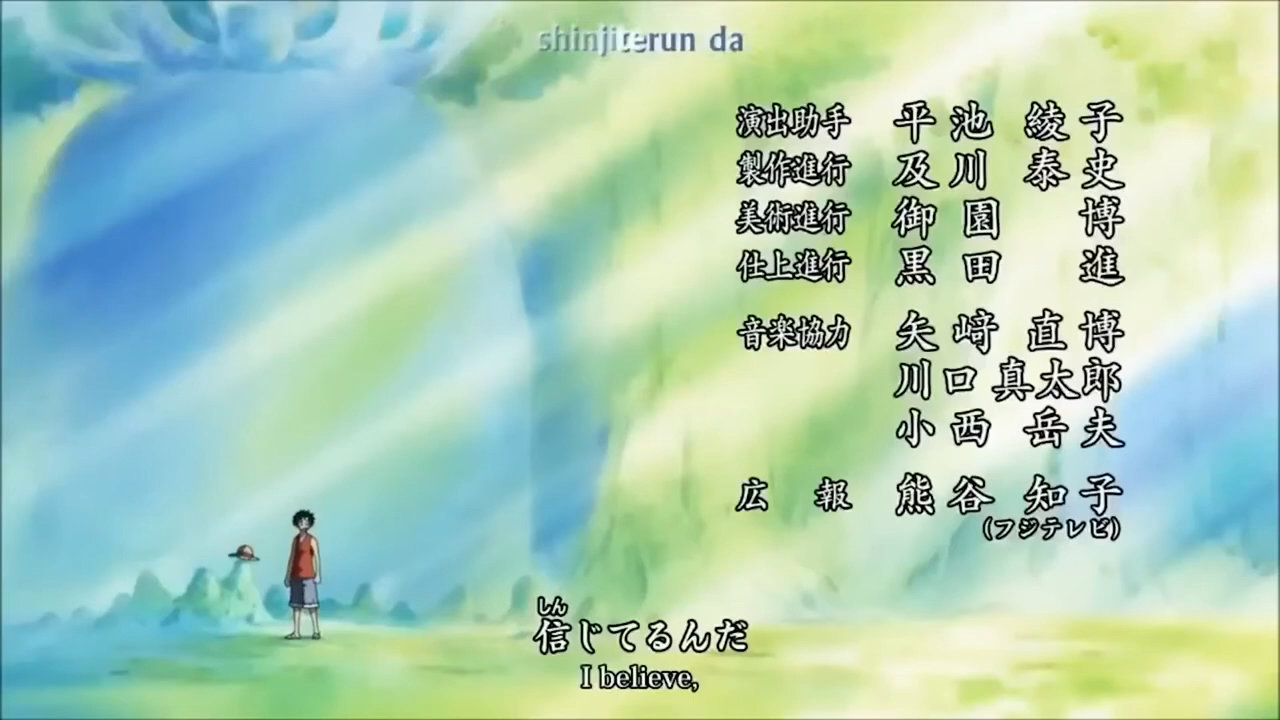 shinjiterun da
演出助手 平池 綾子
製作進行 及川 泰史
美術進行 御園 博
仕上進行 黒田 進
音楽協力 矢﨑 直博
川口 真太郎
小西 岳夫
広報 熊谷 知子
(フジテレビ)
しん
信じてるんだ
I believe,